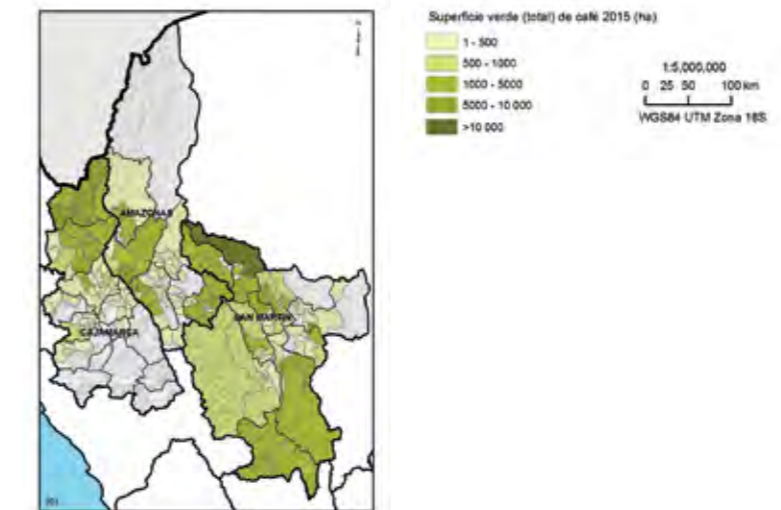 Superficie verde (total) de café 2015 (ha)
1 - 500
500 - 1000
1000 - 5000
5000 - 10 000
>10 000
1:5,000,000
0 25 50 100 km
WGS84 UTM Zona 18S
AMAZONAS
SAN MARTIN
CAJAMARCA